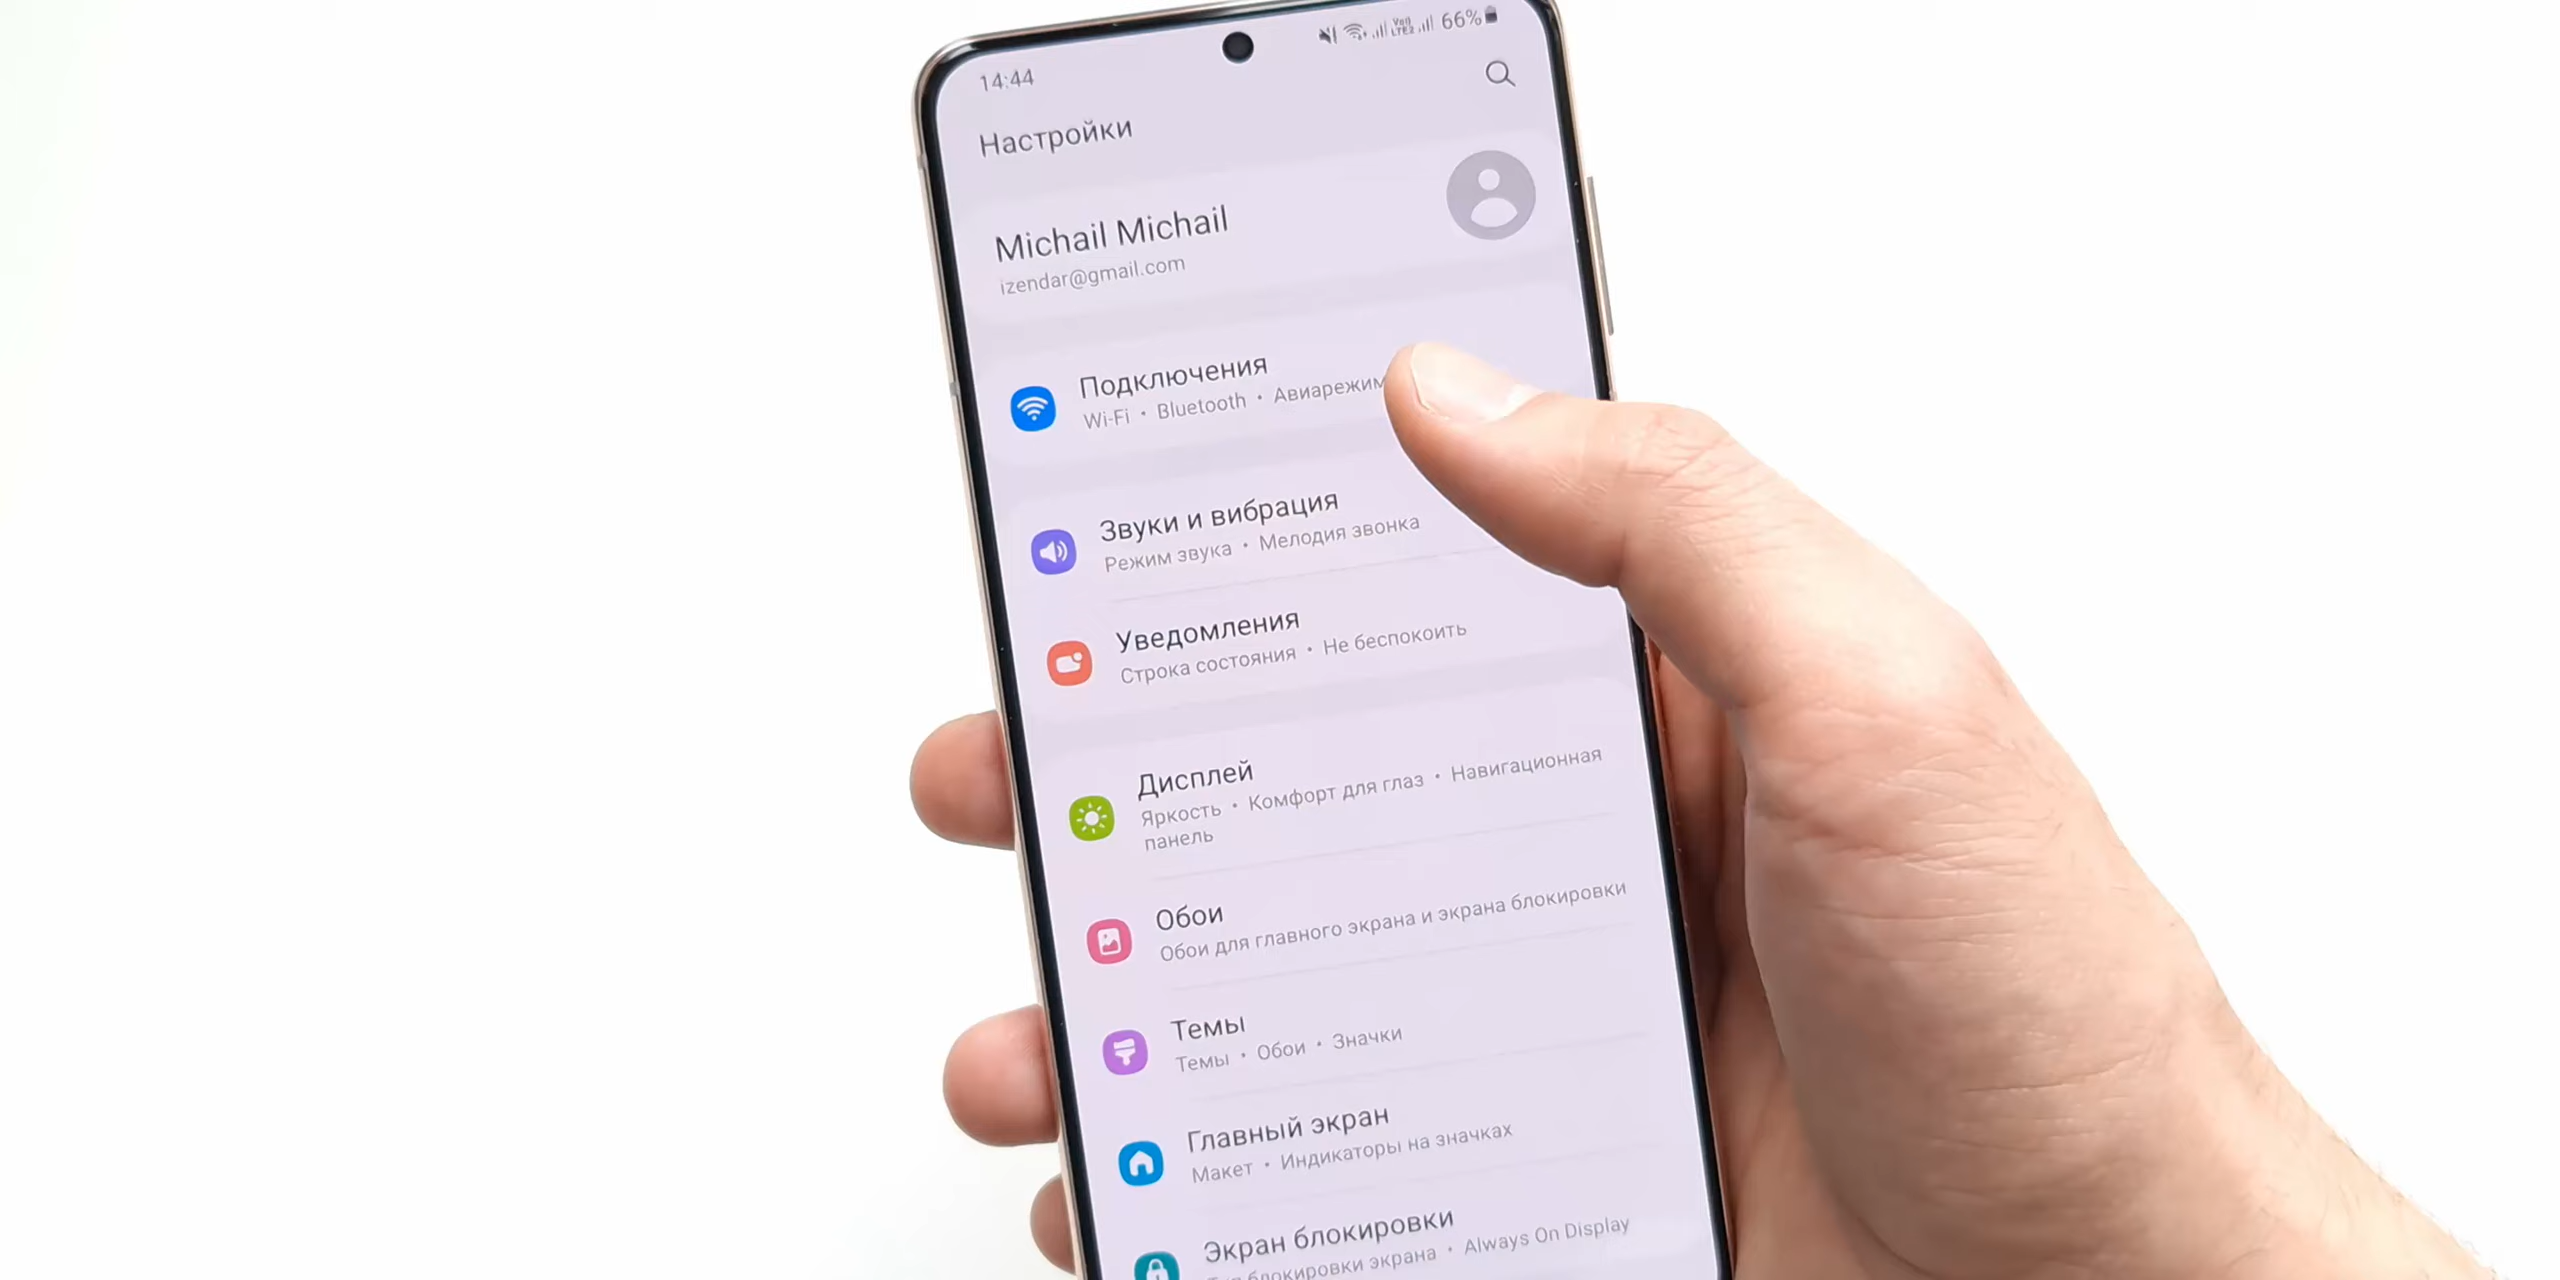 14:44
66%
Настройки
Michail Michail
izendar@gmail.com
Подключения
Wi-Fi • Bluetooth • Авиарежим
Звуки и вибрация
Режим звука • Мелодия звонка
Уведомления
Строка состояния • Не беспокоить
Дисплей
Яркость • Комфорт для глаз • Навигационная
панель
Обои
Обои для главного экрана и экрана блокировки
Темы
Темы • Обои • Значки
Главный экран
Макет • Индикаторы на значках
Экран блокировки
блокировки экрана • Always On Display